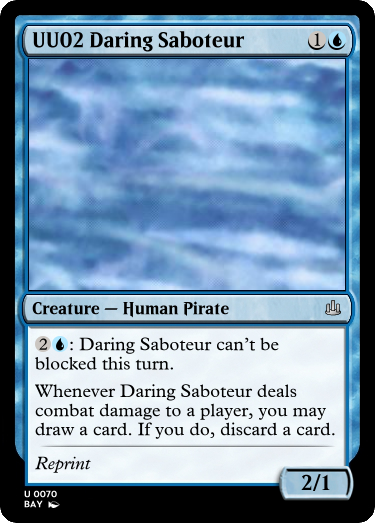 UU02 Daring Saboteur 1
2: Daring Saboteur can't be
blocked this turn.
Whenever Daring Saboteur deals
combat damage to a player, you may
draw a card. If you do, discard a card.
Creature — Human Pirate
Reprint
2/1
U 0070
BAY